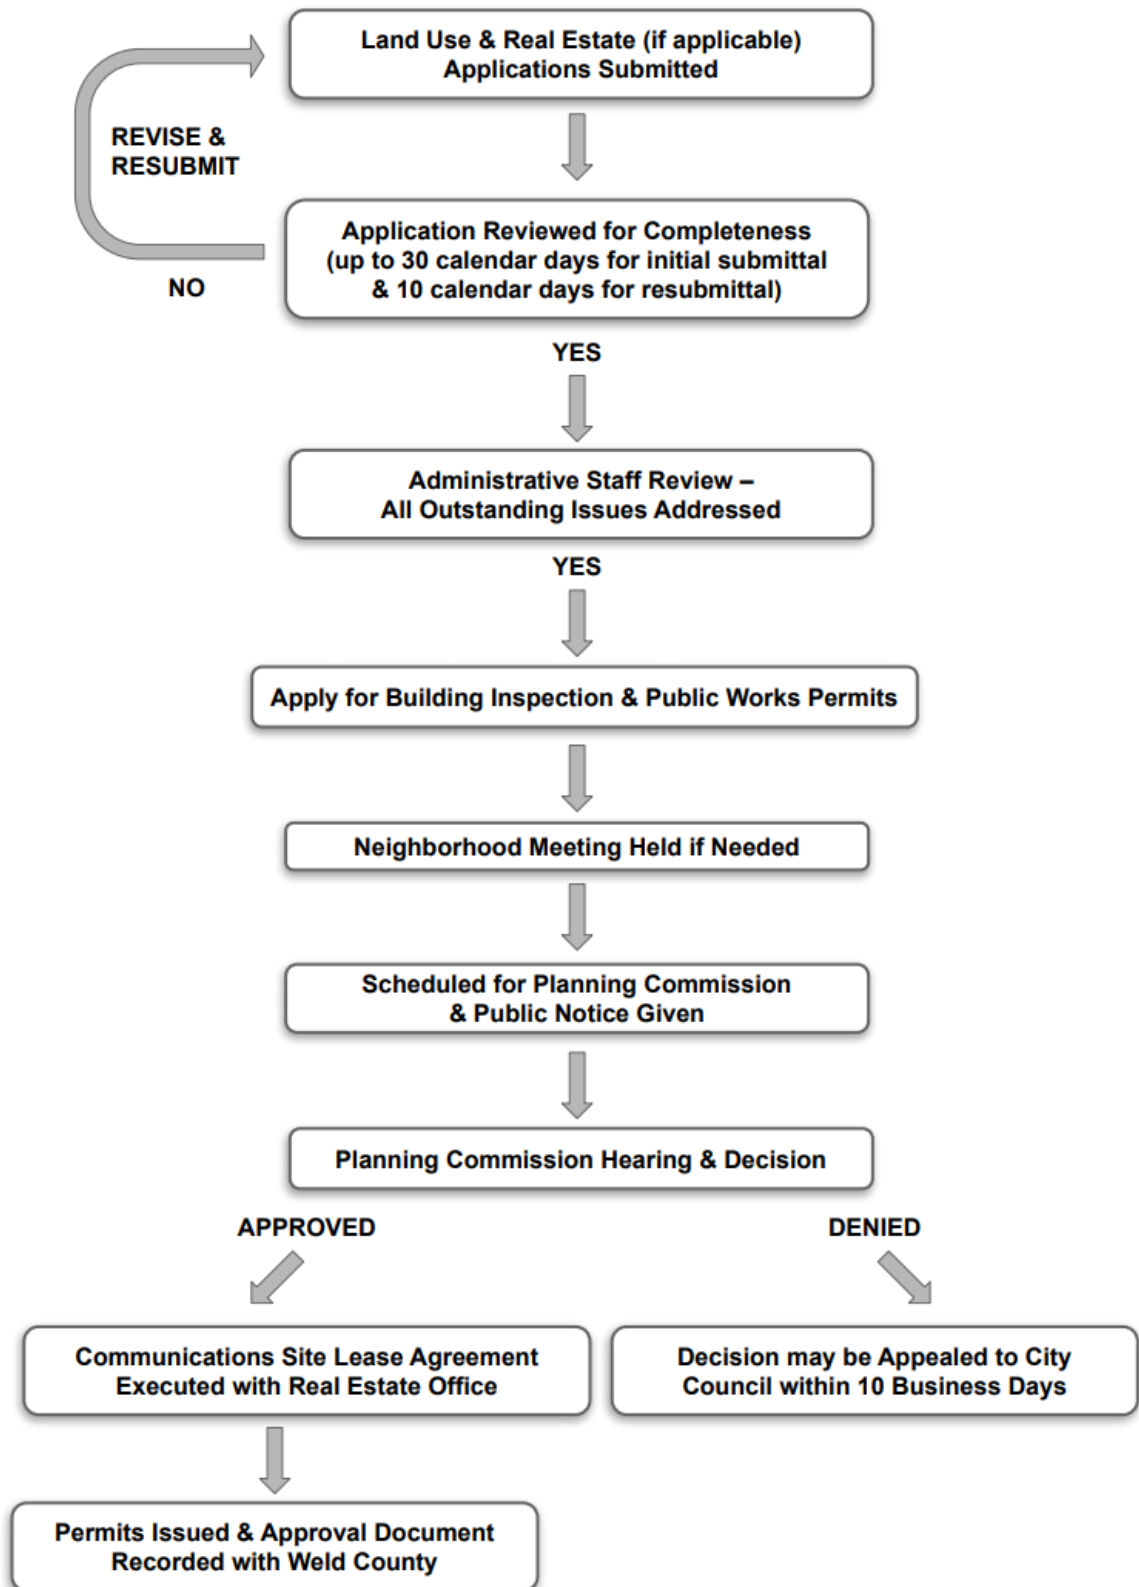 Land Use & Real Estate (if applicable)
Applications Submitted
REVISE &
RESUBMIT
Application Reviewed for Completeness
(up to 30 calendar days for initial submittal
& 10 calendar days for resubmittal)
NO
YES
Administrative Staff Review –
All Outstanding Issues Addressed
YES
Apply for Building Inspection & Public Works Permits
Neighborhood Meeting Held if Needed
Scheduled for Planning Commission
& Public Notice Given
Planning Commission Hearing & Decision
APPROVED
DENIED
Communications Site Lease Agreement
Executed with Real Estate Office
Decision may be Appealed to City
Council within 10 Business Days
Permits Issued & Approval Document
Recorded with Weld County